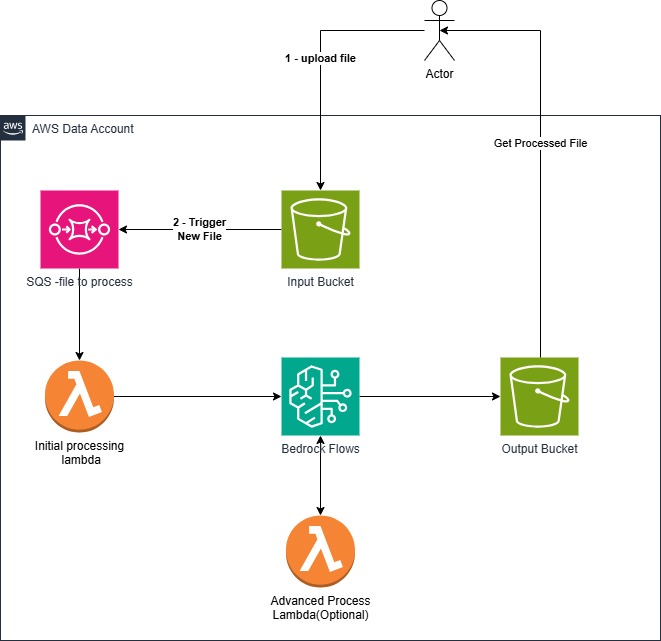 Actor
1 - upload file
aws
AWS Data Account
Get Processed File
2 - Trigger
New File
SQS -file to process
Input Bucket
Initial processing
lambda
Bedrock Flows
Output Bucket
Advanced Process
Lambda(Optional)